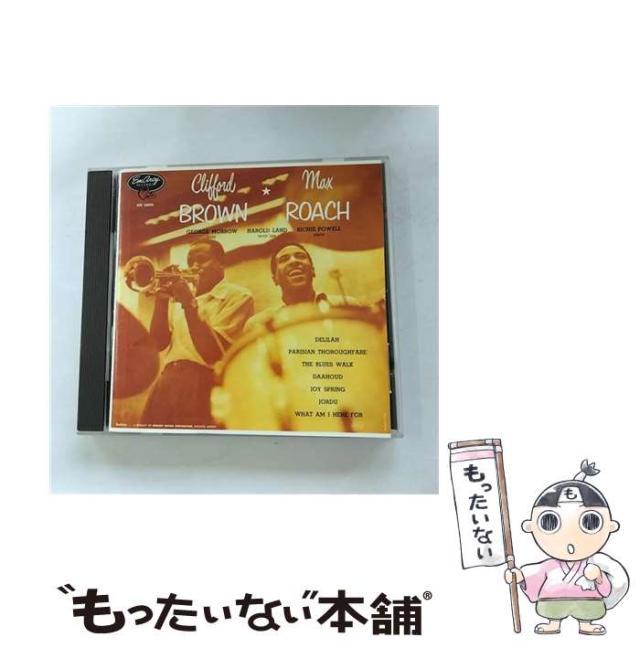 EmArcy
Clifford Max
BROWN ★ ROACH
GEORGE MORROW HAROLD LAND RICHIE POWELL
DELILAH
PARISIAN THOROUGHFARE
THE BLUES WALK
DAAHOUD
JOY SPRING
JORDU
WHAT AM I HERE FOR
も
もったいない
"もったいない"本舗®